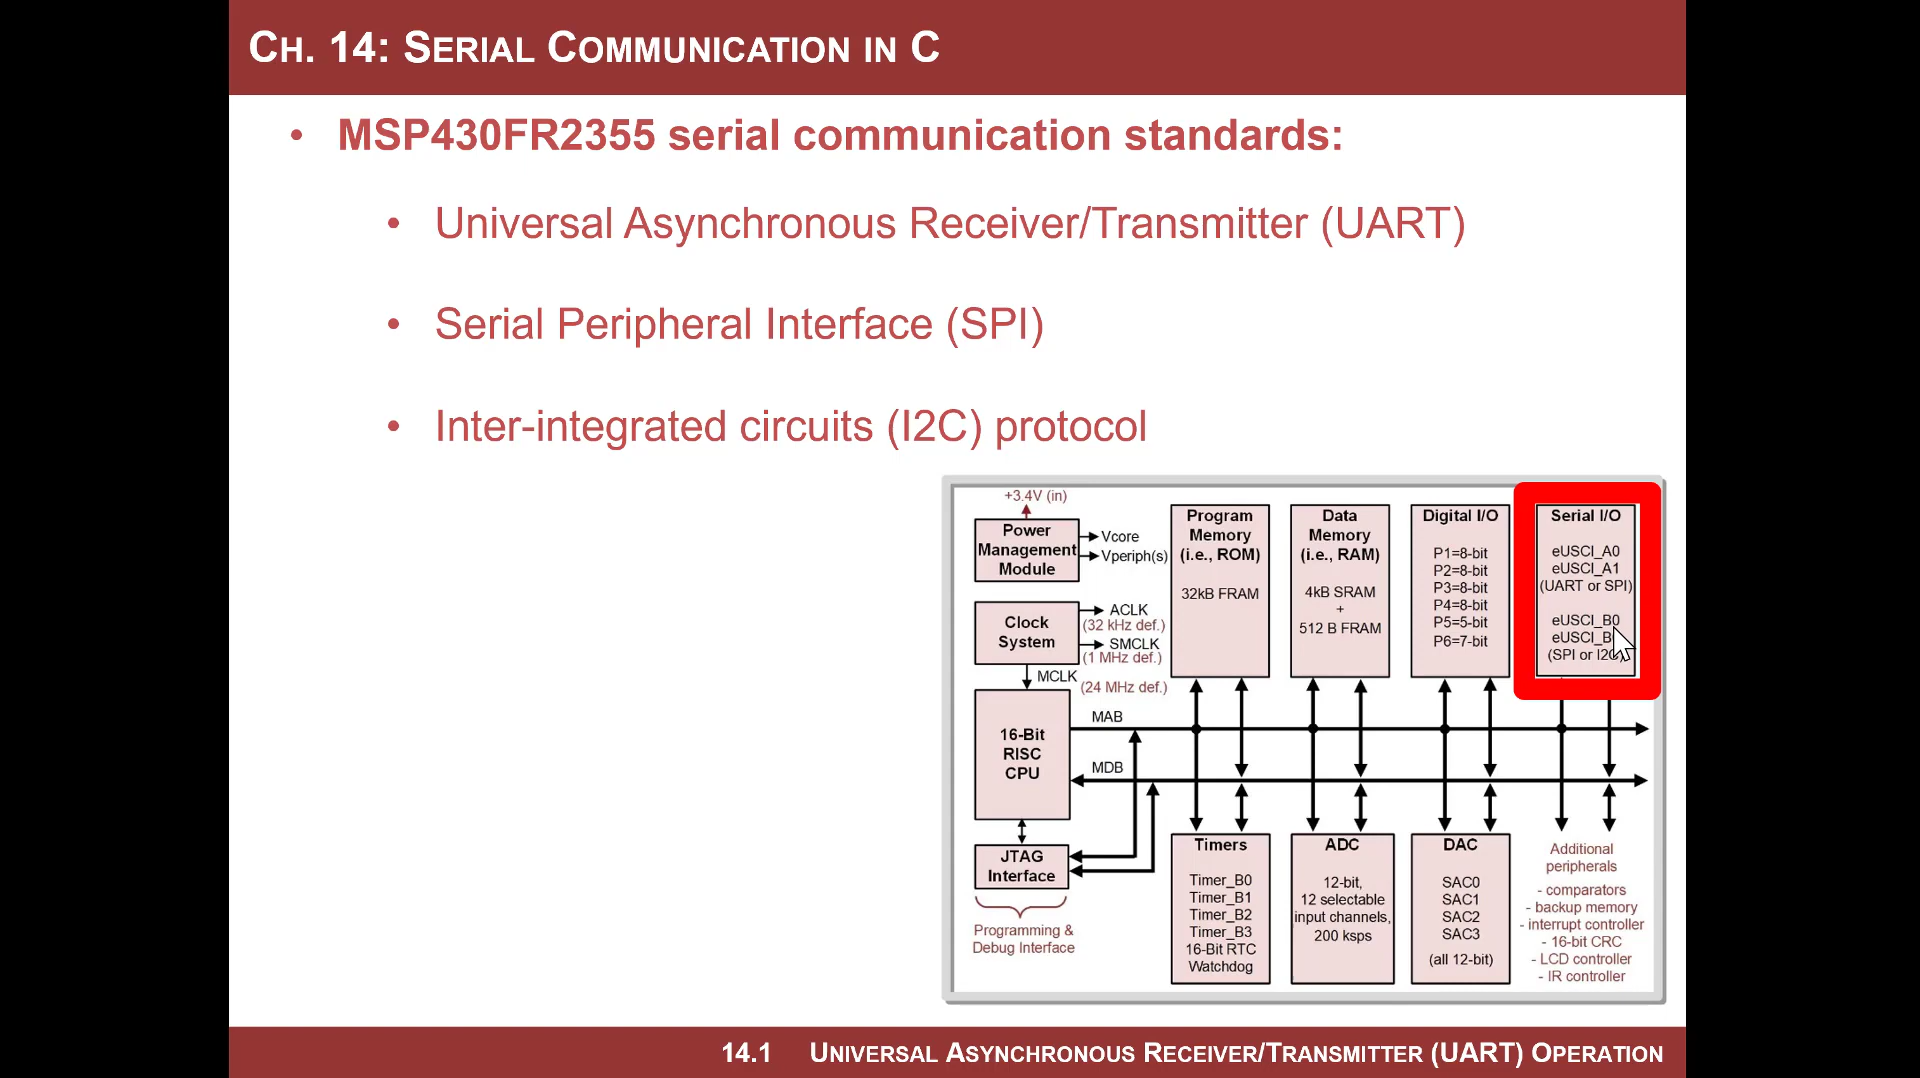 CH. 14: SERIAL COMMUNICATION IN C
• MSP430FR2355 serial communication standards:
• Universal Asynchronous Receiver/Transmitter (UART)
• Serial Peripheral Interface (SPI)
• Inter-integrated circuits (I2C) protocol
+3.4V (in)
Power
Management
Module
Vcore
Vperiph(s)
Clock
System
ACLK
(32 kHz def.)
SMCLK
(1 MHz def.)
MCLK
(24 MHz def.)
16-Bit
RISC
CPU
MAB
MDB
JTAG
Interface
Programming &
Debug Interface
Program
Memory
(i.e., ROM)
32kB FRAM
Data
Memory
(i.e., RAM)
4kB SRAM
+
512 B FRAM
Digital I/O
P1=8-bit
P2=8-bit
P3=8-bit
P4=8-bit
P5=5-bit
P6=7-bit
Serial I/O
eUSCI_A0
eUSCI_A1
(UART or SPI)
eUSCI_B0
eUSCI_B
(SPI or I2C)
Timers
Timer_B0
Timer_B1
Timer_B2
Timer_B3
16-Bit RTC
Watchdog
ADC
12-bit,
12 selectable
input channels,
200 ksps
DAC
SAC0
SAC1
SAC2
SAC3
(all 12-bit)
Additional
peripherals
- comparators
- backup memory
- interrupt controller
- 16-bit CRC
- LCD controller
- IR controller
14.1 UNIVERSAL ASYNCHRONOUS RECEIVER/TRANSMITTER (UART) OPERATION